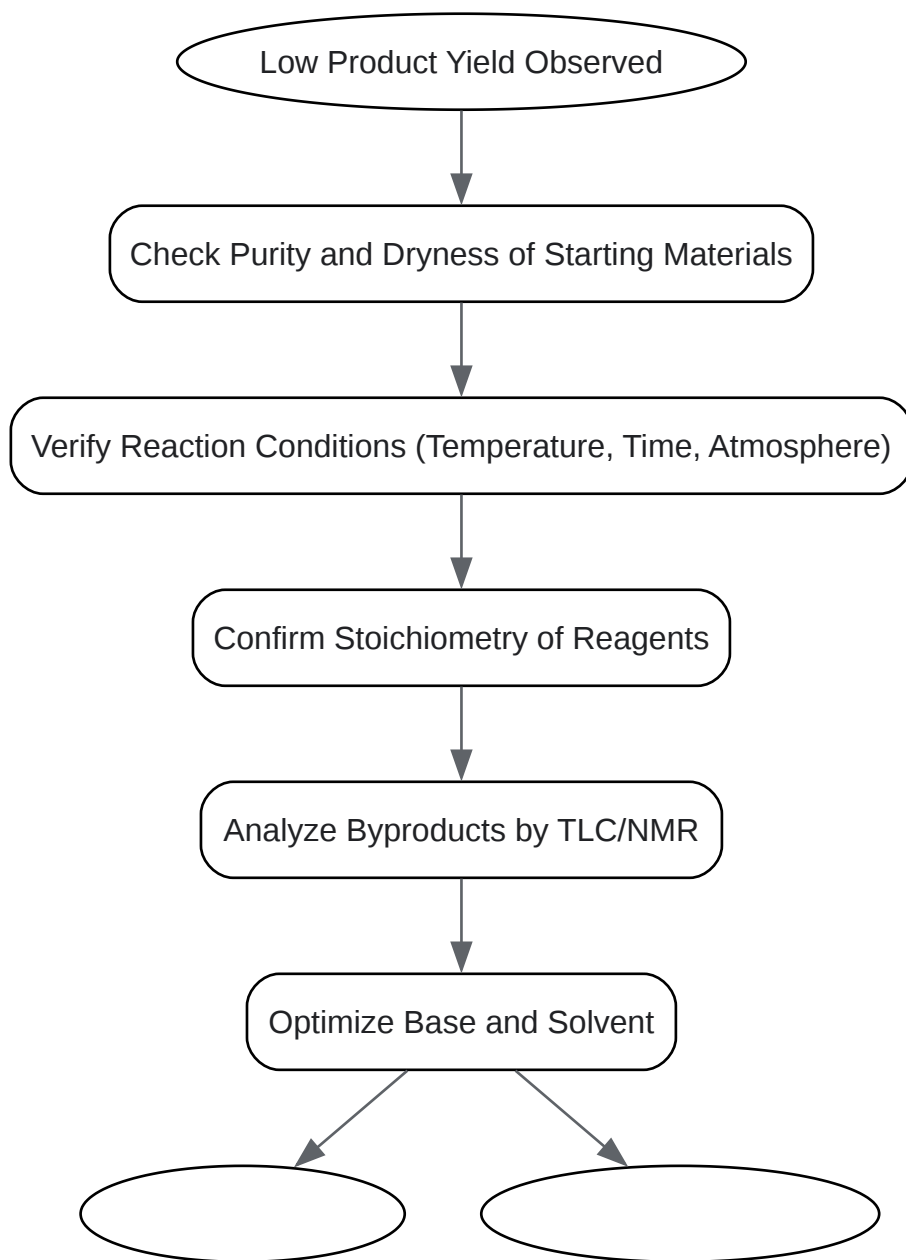 Low Product Yield Observed
Check Purity and Dryness of Starting Materials
Verify Reaction Conditions (Temperature, Time, Atmosphere)
Confirm Stoichiometry of Reagents
Analyze Byproducts by TLC/NMR
Optimize Base and Solvent